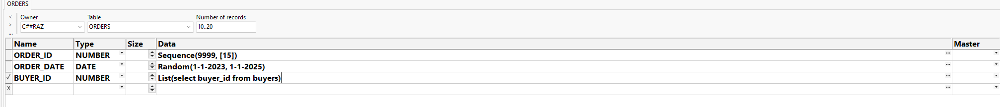 ORDERS
Owner Table Number of records
C##RAZ ORDERS 10..20
Name Type Size Data Master
ORDER_ID NUMBER Sequence(9999, [15])
ORDER_DATE DATE Random(1-1-2023, 1-1-2025)
BUYER_ID NUMBER List(select buyer_id from buyers)